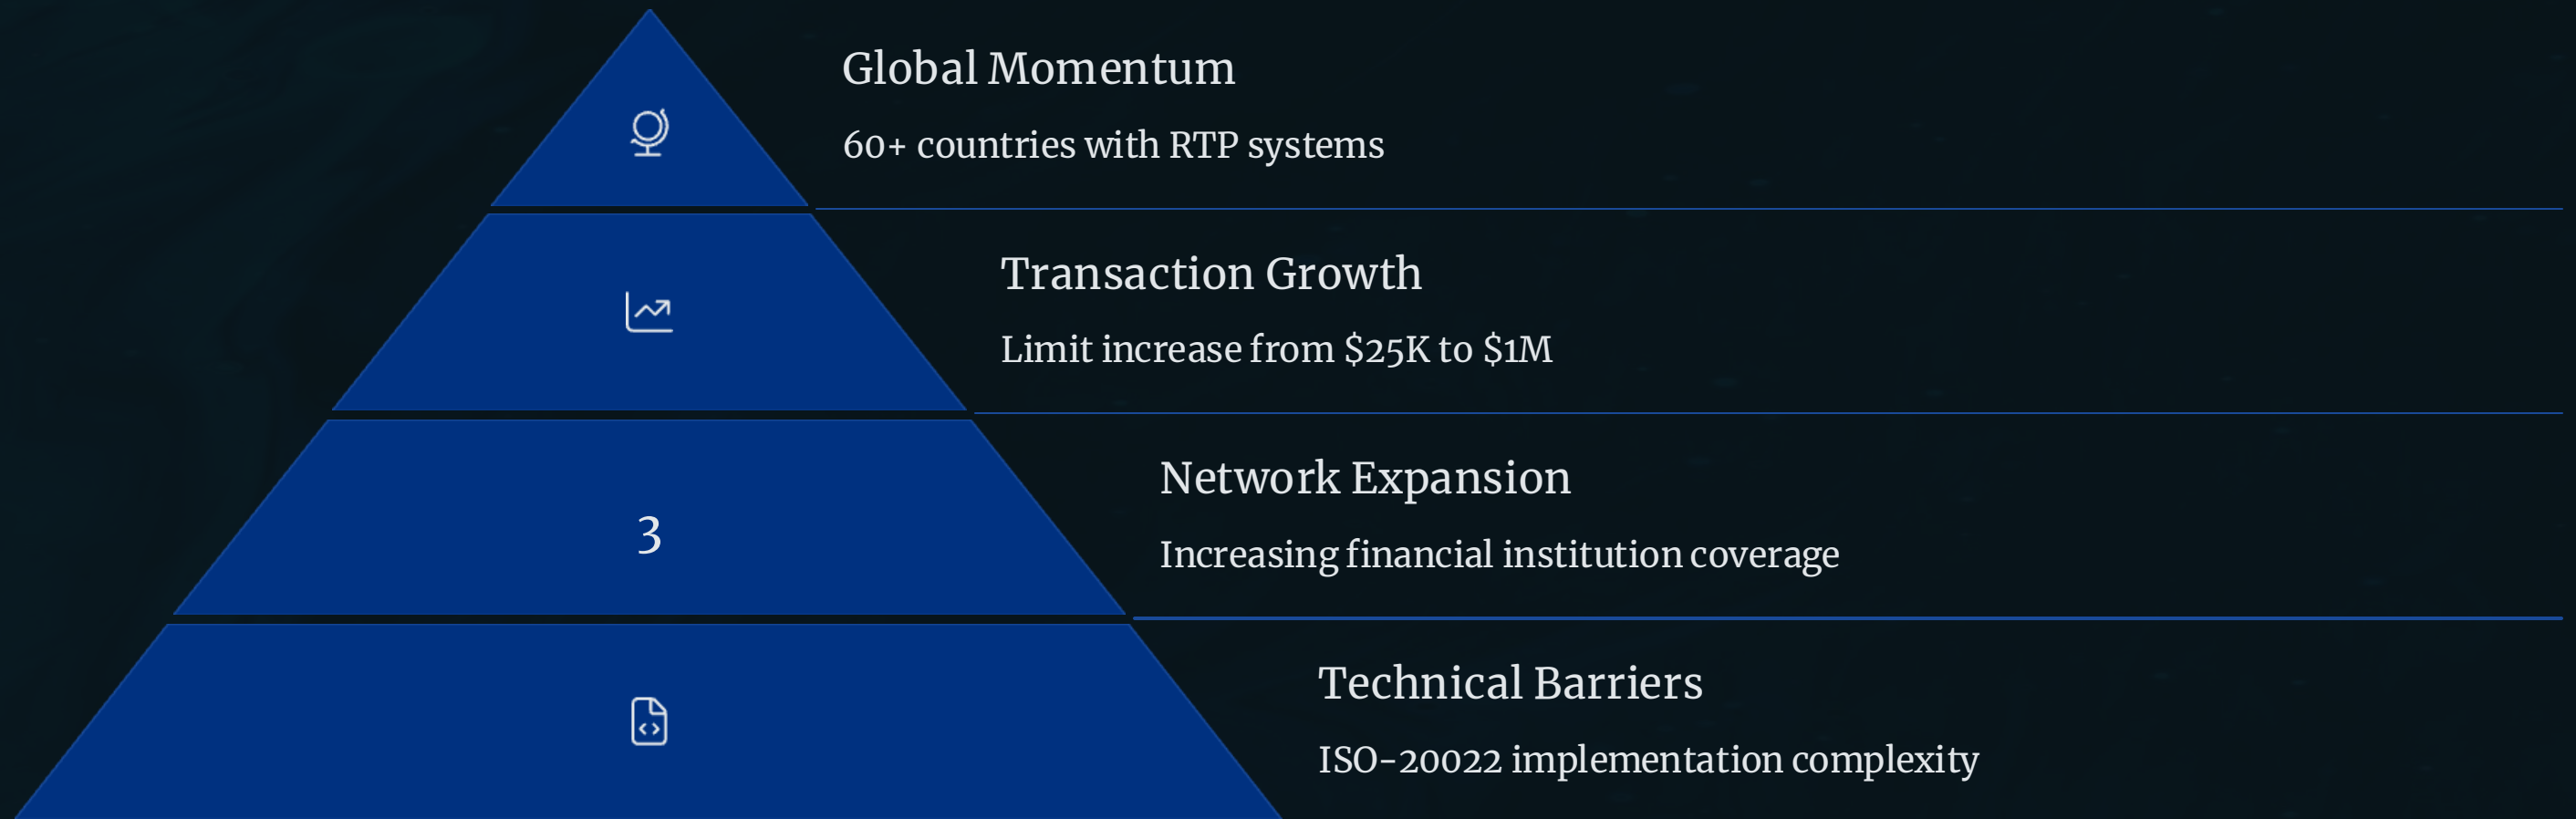 Global Momentum
60+ countries with RTP systems
Transaction Growth
Limit increase from $25K to $1M
3
Network Expansion
Increasing financial institution coverage
Technical Barriers
ISO-20022 implementation complexity